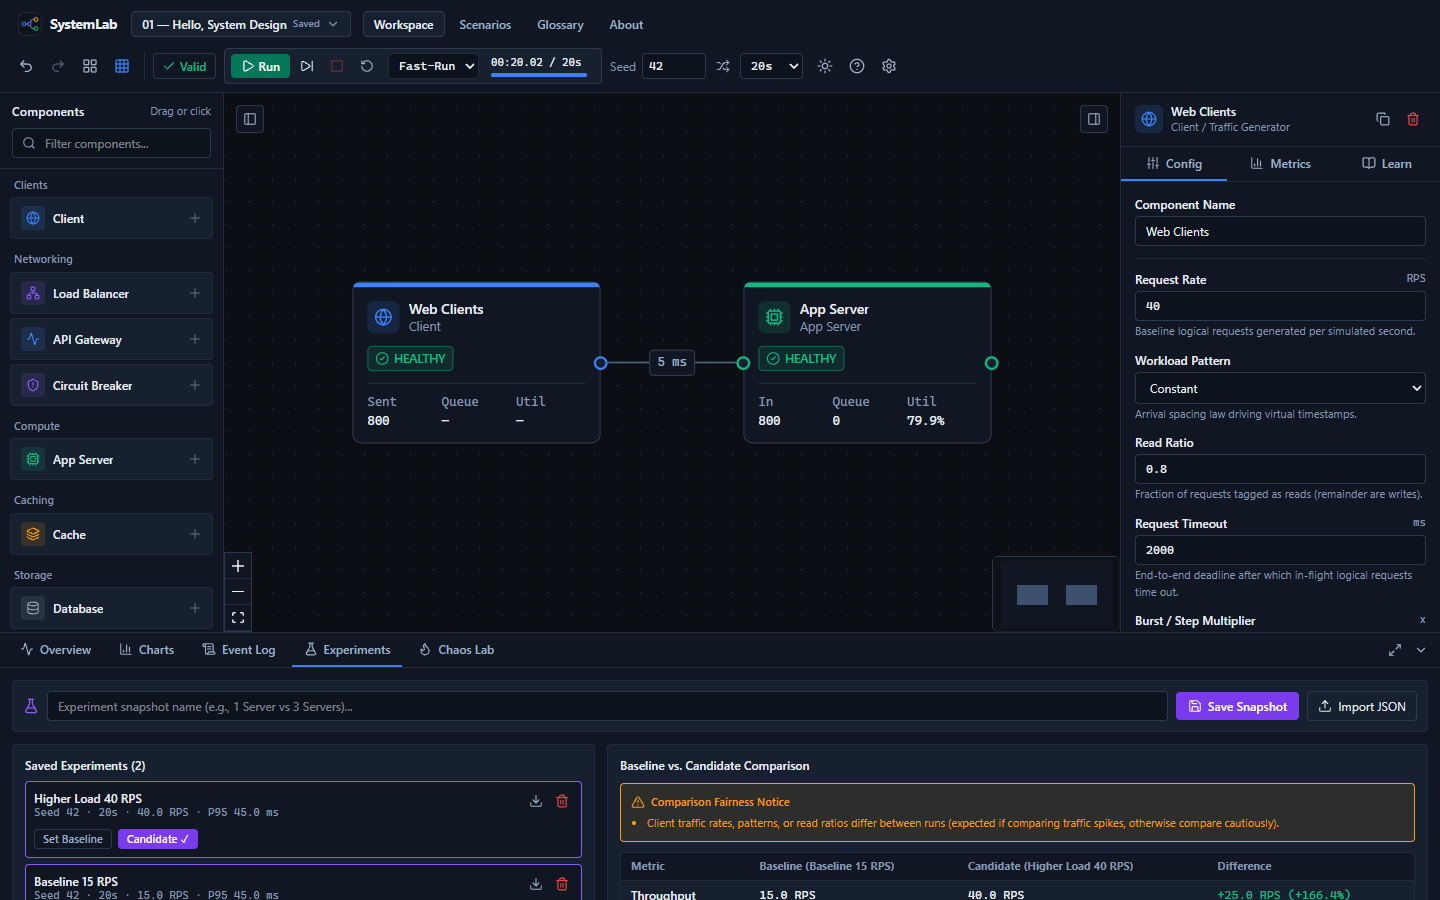 SystemLab
01 — Hello, System Design Saved
Workspace
Scenarios
Glossary
About
Valid
Run
Fast-Run
00:20.02 / 20s
Seed
42
20s
Components
Drag or click
Filter components...
Clients
Client
Networking
Load Balancer
API Gateway
Circuit Breaker
Compute
App Server
Caching
Cache
Storage
Database
Web Clients
Client
HEALTHY
Sent Queue Util
800 — —
5 ms
App Server
App Server
HEALTHY
In Queue Util
800 0 79.9%
Web Clients
Client / Traffic Generator
Config
Metrics
Learn
Component Name
Web Clients
Request Rate RPS
40
Baseline logical requests generated per simulated second.
Workload Pattern
Constant
Arrival spacing law driving virtual timestamps.
Read Ratio
0.8
Fraction of requests tagged as reads (remainder are writes).
Request Timeout ms
2000
End-to-end deadline after which in-flight logical requests
time out.
Burst / Step Multiplier x
Overview
Charts
Event Log
Experiments
Chaos Lab
Experiment snapshot name (e.g., 1 Server vs 3 Servers)...
Save Snapshot
Import JSON
Saved Experiments (2)
Higher Load 40 RPS
Seed 42 · 20s · 40.0 RPS · P95 45.0 ms
Set Baseline
Candidate ✓
Baseline 15 RPS
Seed 42 · 20s · 15.0 RPS · P95 45.0 ms
Baseline vs. Candidate Comparison
Comparison Fairness Notice
• Client traffic rates, patterns, or read ratios differ between runs (expected if comparing traffic spikes, otherwise compare cautiously).
Metric Baseline (Baseline 15 RPS) Candidate (Higher Load 40 RPS) Difference
Throughput 15.0 RPS 40.0 RPS +25.0 RPS (+166.4%)